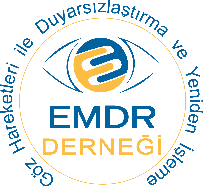 Göz Hareketleri ile Duyarsızlaştırma ve Yeniden İşleme
EMDR
DERNEĞİ